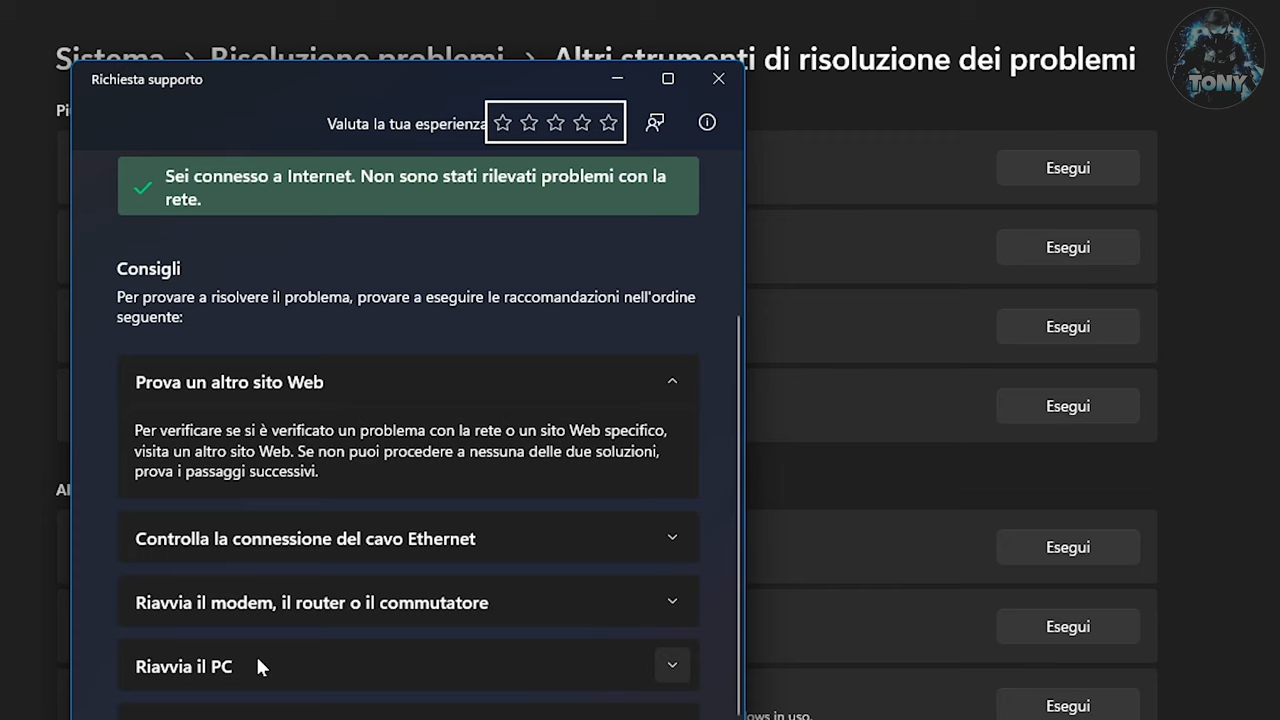 Sistema > Risoluzione problemi > Altri strumenti di risoluzione dei problemi
TONY
Richiesta supporto
Valuta la tua esperienza
Sei connesso a Internet. Non sono stati rilevati problemi con la
rete.
Consigli
Per provare a risolvere il problema, provare a eseguire le raccomandazioni nell'ordine
seguente:
Prova un altro sito Web
Per verificare se si è verificato un problema con la rete o un sito Web specifico,
visita un altro sito Web. Se non puoi procedere a nessuna delle due soluzioni,
prova i passaggi successivi.
Controlla la connessione del cavo Ethernet
Riavvia il modem, il router o il commutatore
Riavvia il PC
Esegui
Esegui
Esegui
Esegui
Esegui
Esegui
Esegui
in uso.